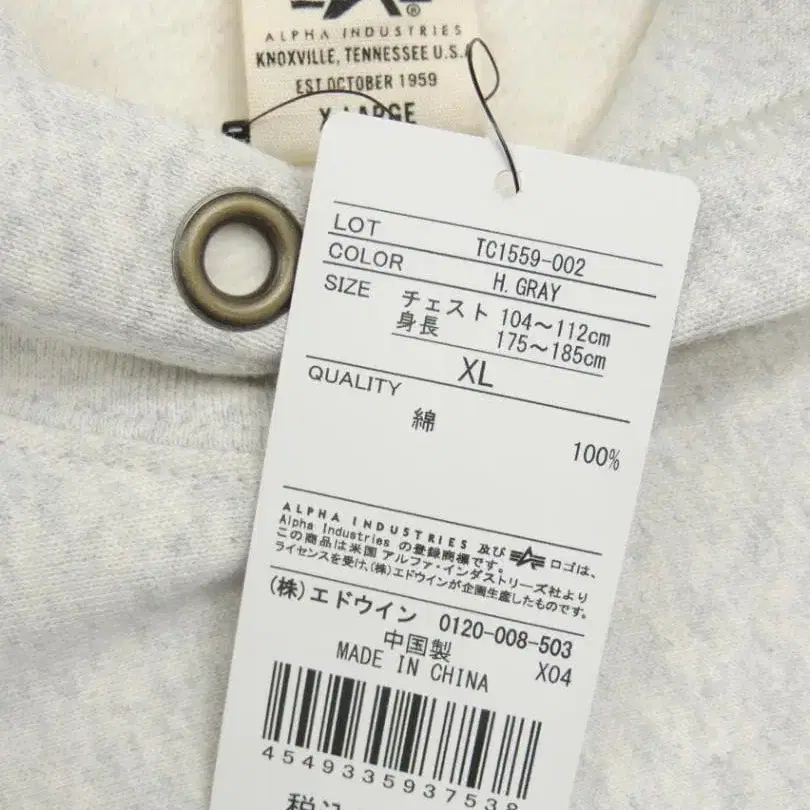 ALPHA INDUSTRIES
KNOXVILLE, TENNESSEE U.S.A
EST OCTOBER 1959
X-LARGE
LOT TC1559-002
COLOR H.GRAY
SIZE チェスト 104〜112cm
身長 175〜185cm
XL
QUALITY
綿 100%
ALPHA INDUSTRIES 及び ロゴは、
Alpha Industries の登録商標です。
この商品は米国 アルファ・インダストリーズ社より
ライセンスを受け、(株)エドウインが企画生産したものです。
(株)エドウイン 0120-008-503
中国製 X04
MADE IN CHINA
4549335937538
税込